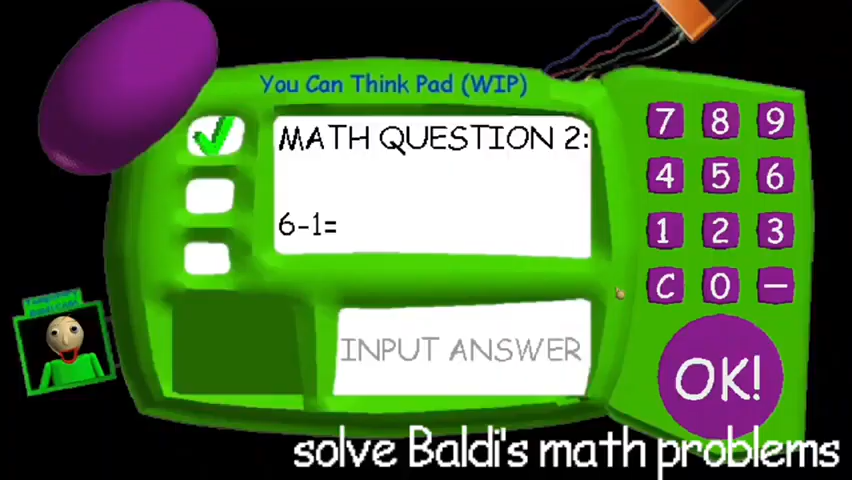 You Can Think Pad (WIP)
MATH QUESTION 2:
6-1=
7 8 9
4 5 6
1 2 3
C 0 —
INPUT ANSWER
OK!
solve Baldi's math problems